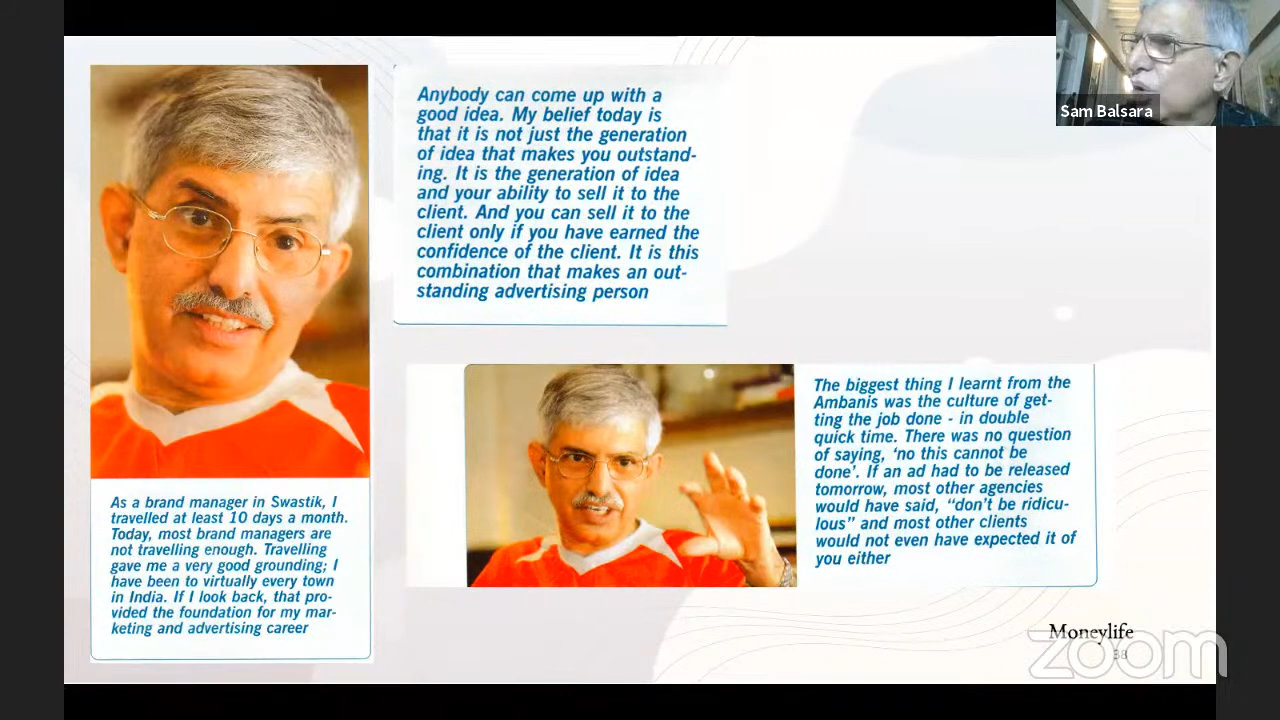 Anybody can come up with a
good idea. My belief today is
that it is not just the generation
of idea that makes you outstand-
ing. It is the generation of idea
and your ability to sell it to the
client. And you can sell it to the
client only if you have earned the
confidence of the client. It is this
combination that makes an out-
standing advertising person
Sam Balsara
As a brand manager in Swastik, I
travelled at least 10 days a month.
Today, most brand managers are
not travelling enough. Travelling
gave me a very good grounding; I
have been to virtually every town
in India. If I look back, that pro-
vided the foundation for my mar-
keting and advertising career
The biggest thing I learnt from the
Ambanis was the culture of get-
ting the job done - in double
quick time. There was no question
of saying, ‘no this cannot be
done’. If an ad had to be released
tomorrow, most other agencies
would have said, “don’t be ridicu-
lous” and most other clients
would not even have expected it of
you either
Moneylife
38
zoom